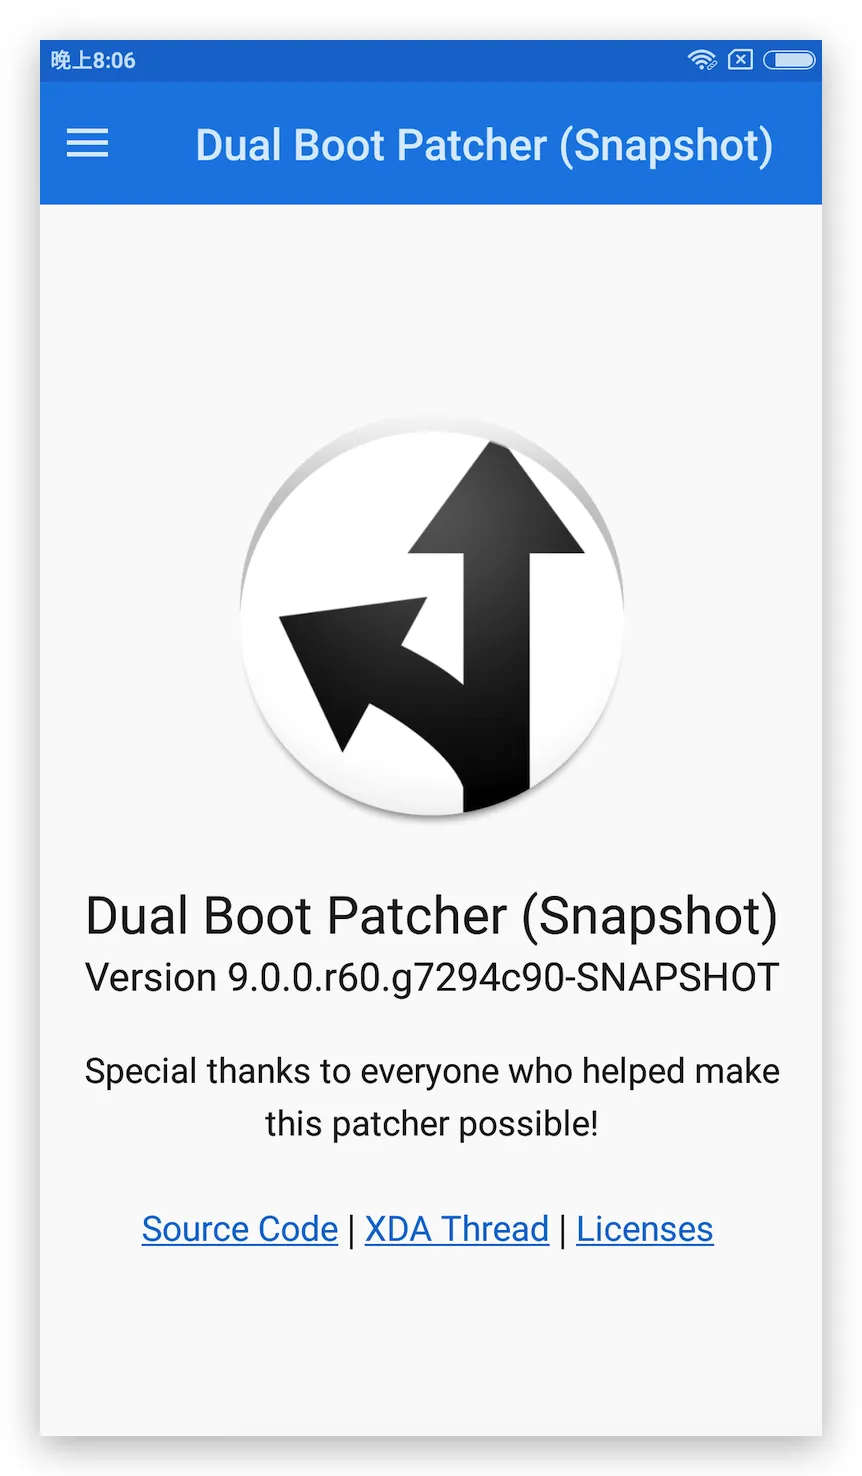 晚上8:06
Dual Boot Patcher (Snapshot)
Dual Boot Patcher (Snapshot)
Version 9.0.0.r60.g7294c90-SNAPSHOT
Special thanks to everyone who helped make
this patcher possible!
Source Code | XDA Thread | Licenses